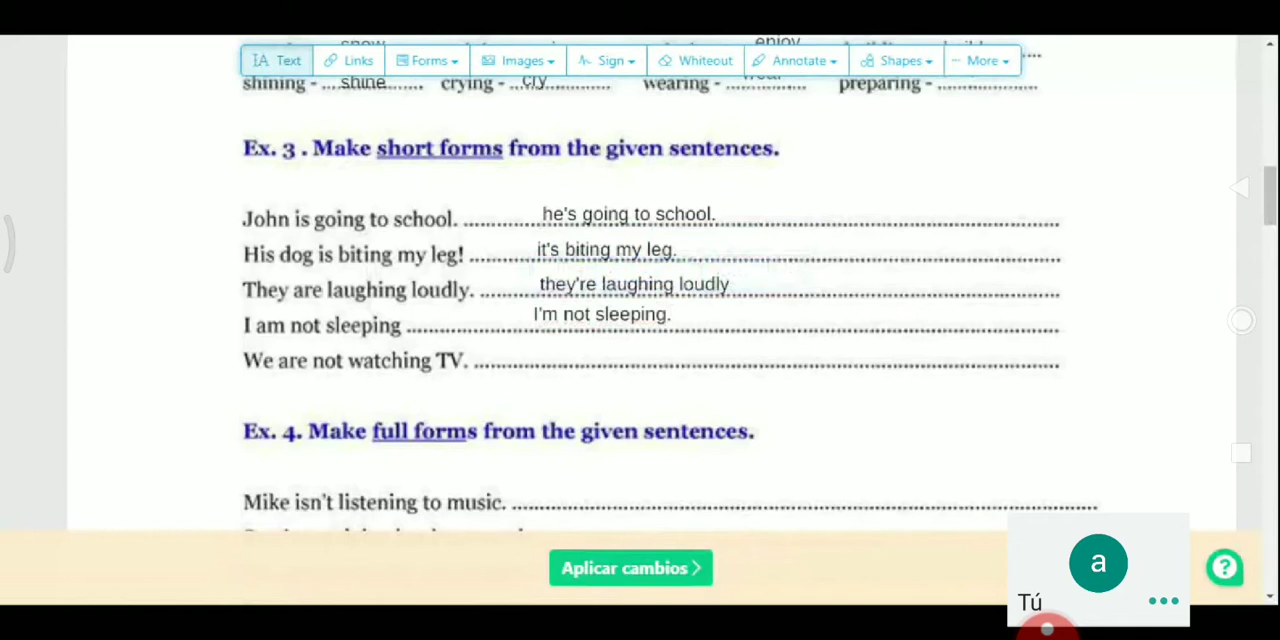 snow enjoy
Text Links Forms Images Sign Whiteout Annotate Shapes More
shining - shine crying - cry wearing - wear preparing -
Ex. 3 . Make short forms from the given sentences.
John is going to school. he's going to school.
His dog is biting my leg! it's biting my leg.
They are laughing loudly. they're laughing loudly
I am not sleeping I'm not sleeping.
We are not watching TV.
Ex. 4. Make full forms from the given sentences.
Mike isn't listening to music.
Aplicar cambios
a
Tú